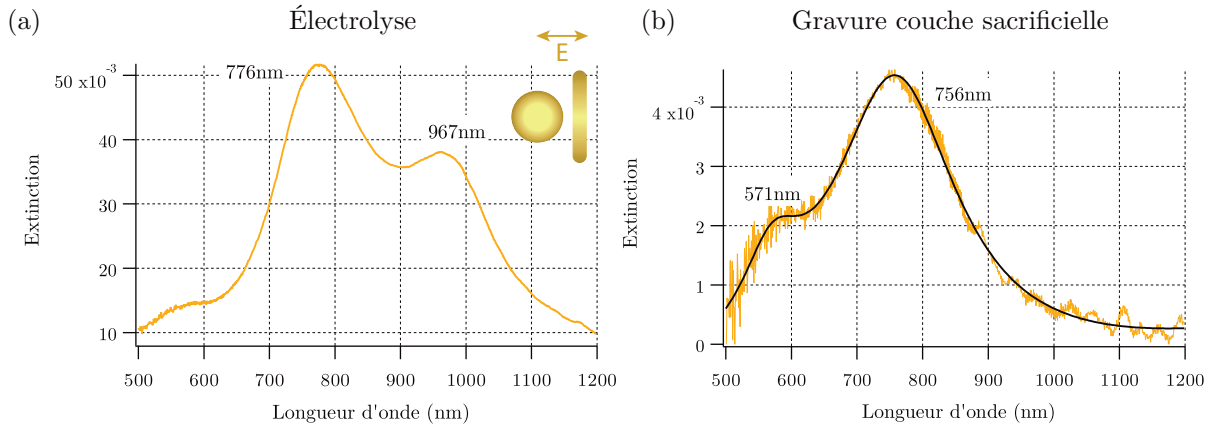 (a)
Électrolyse
E
776nm
967nm
50 x10⁻³
40
30
20
10
Extinction
500 600 700 800 900 1000 1100 1200
Longueur d'onde (nm)
(b)
Gravure couche sacrificielle
756nm
571nm
4 x10⁻³
3
2
1
0
Extinction
500 600 700 800 900 1000 1100 1200
Longueur d'onde (nm)